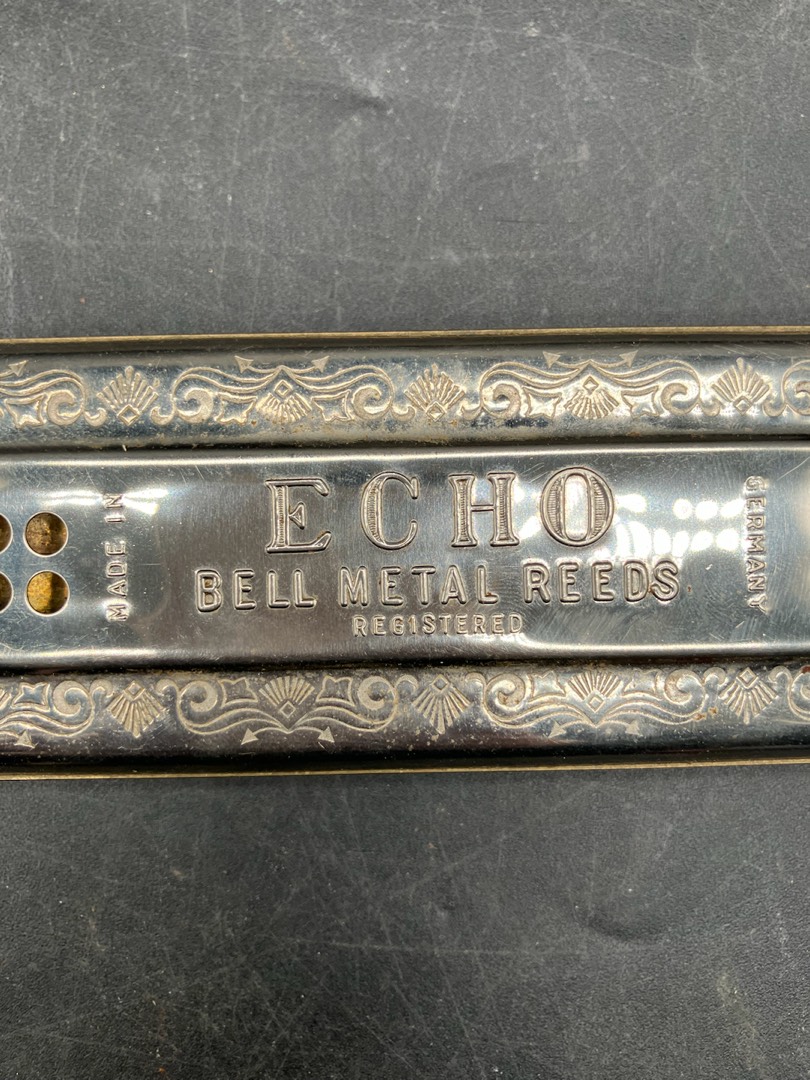 MADE IN
ECHO
BELL METAL REEDS
REGISTERED
GERMANY